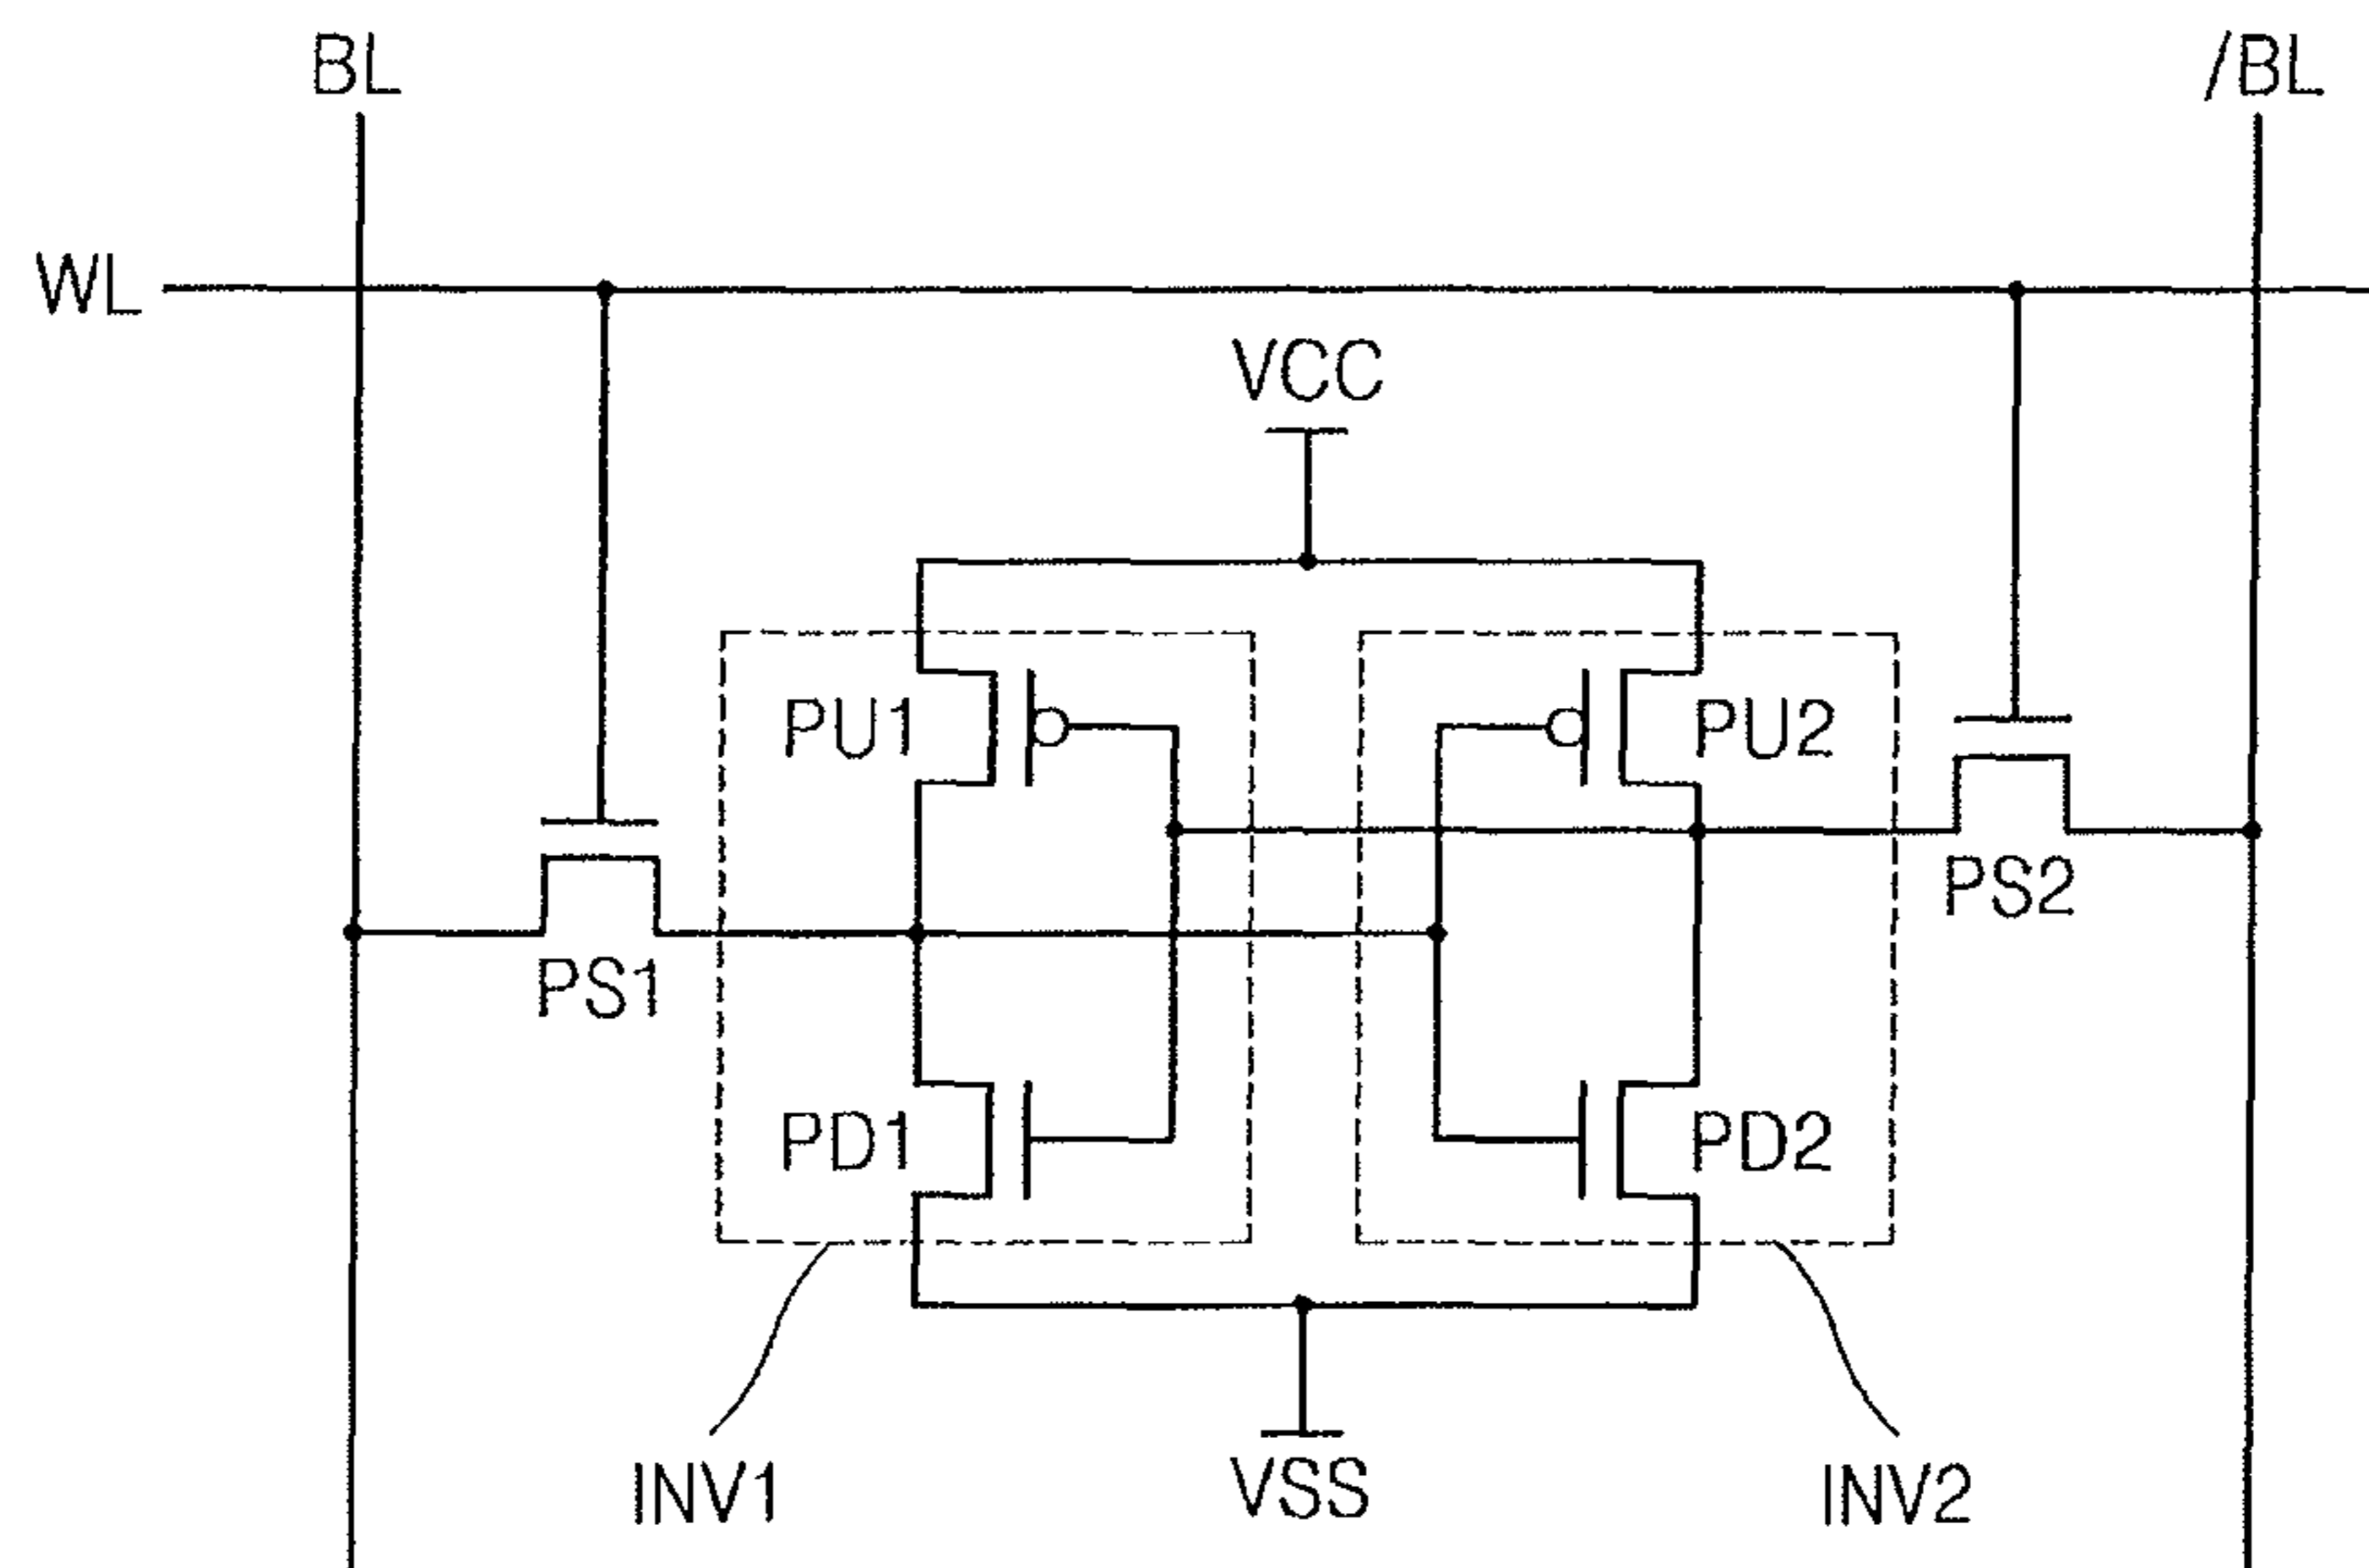 BL
/BL
WL
VCC
PU1
PU2
PS2
PS1
PD1
PD2
INV1
VSS
INV2